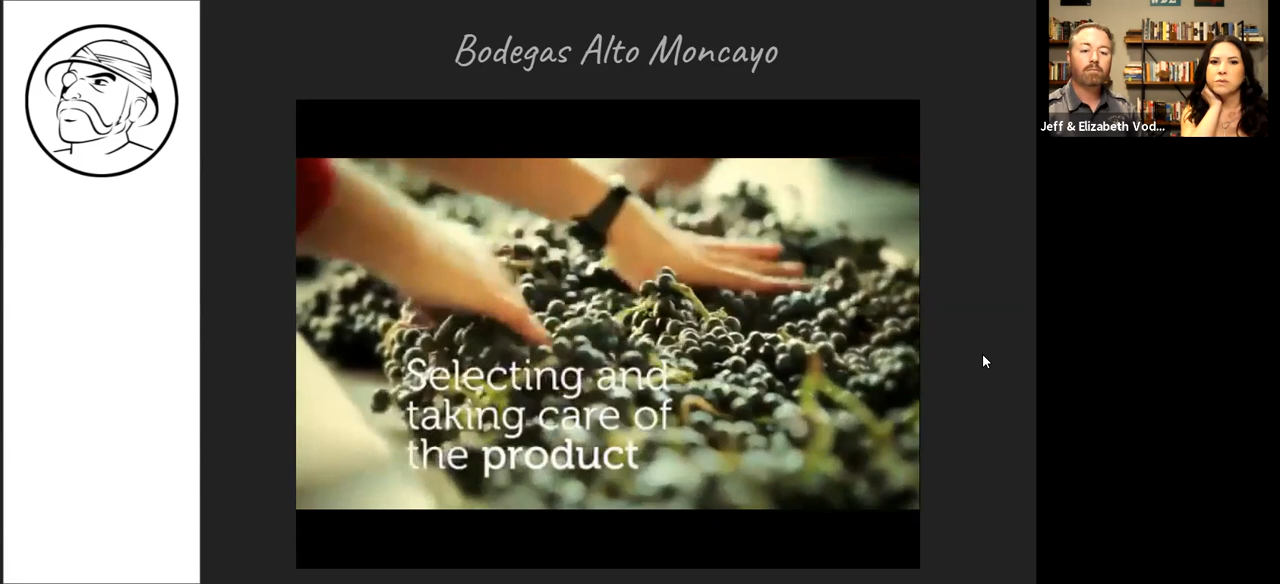 Bodegas Alto Moncayo
Selecting and
taking care of
the product
Jeff & Elizabeth Vod...